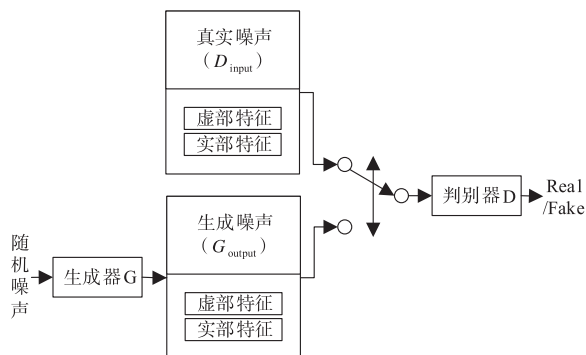 真实噪声
(D_input)
虚部特征
实部特征
随机噪声
生成器G
生成噪声
(G_output)
虚部特征
实部特征
判别器D
Real
/Fake